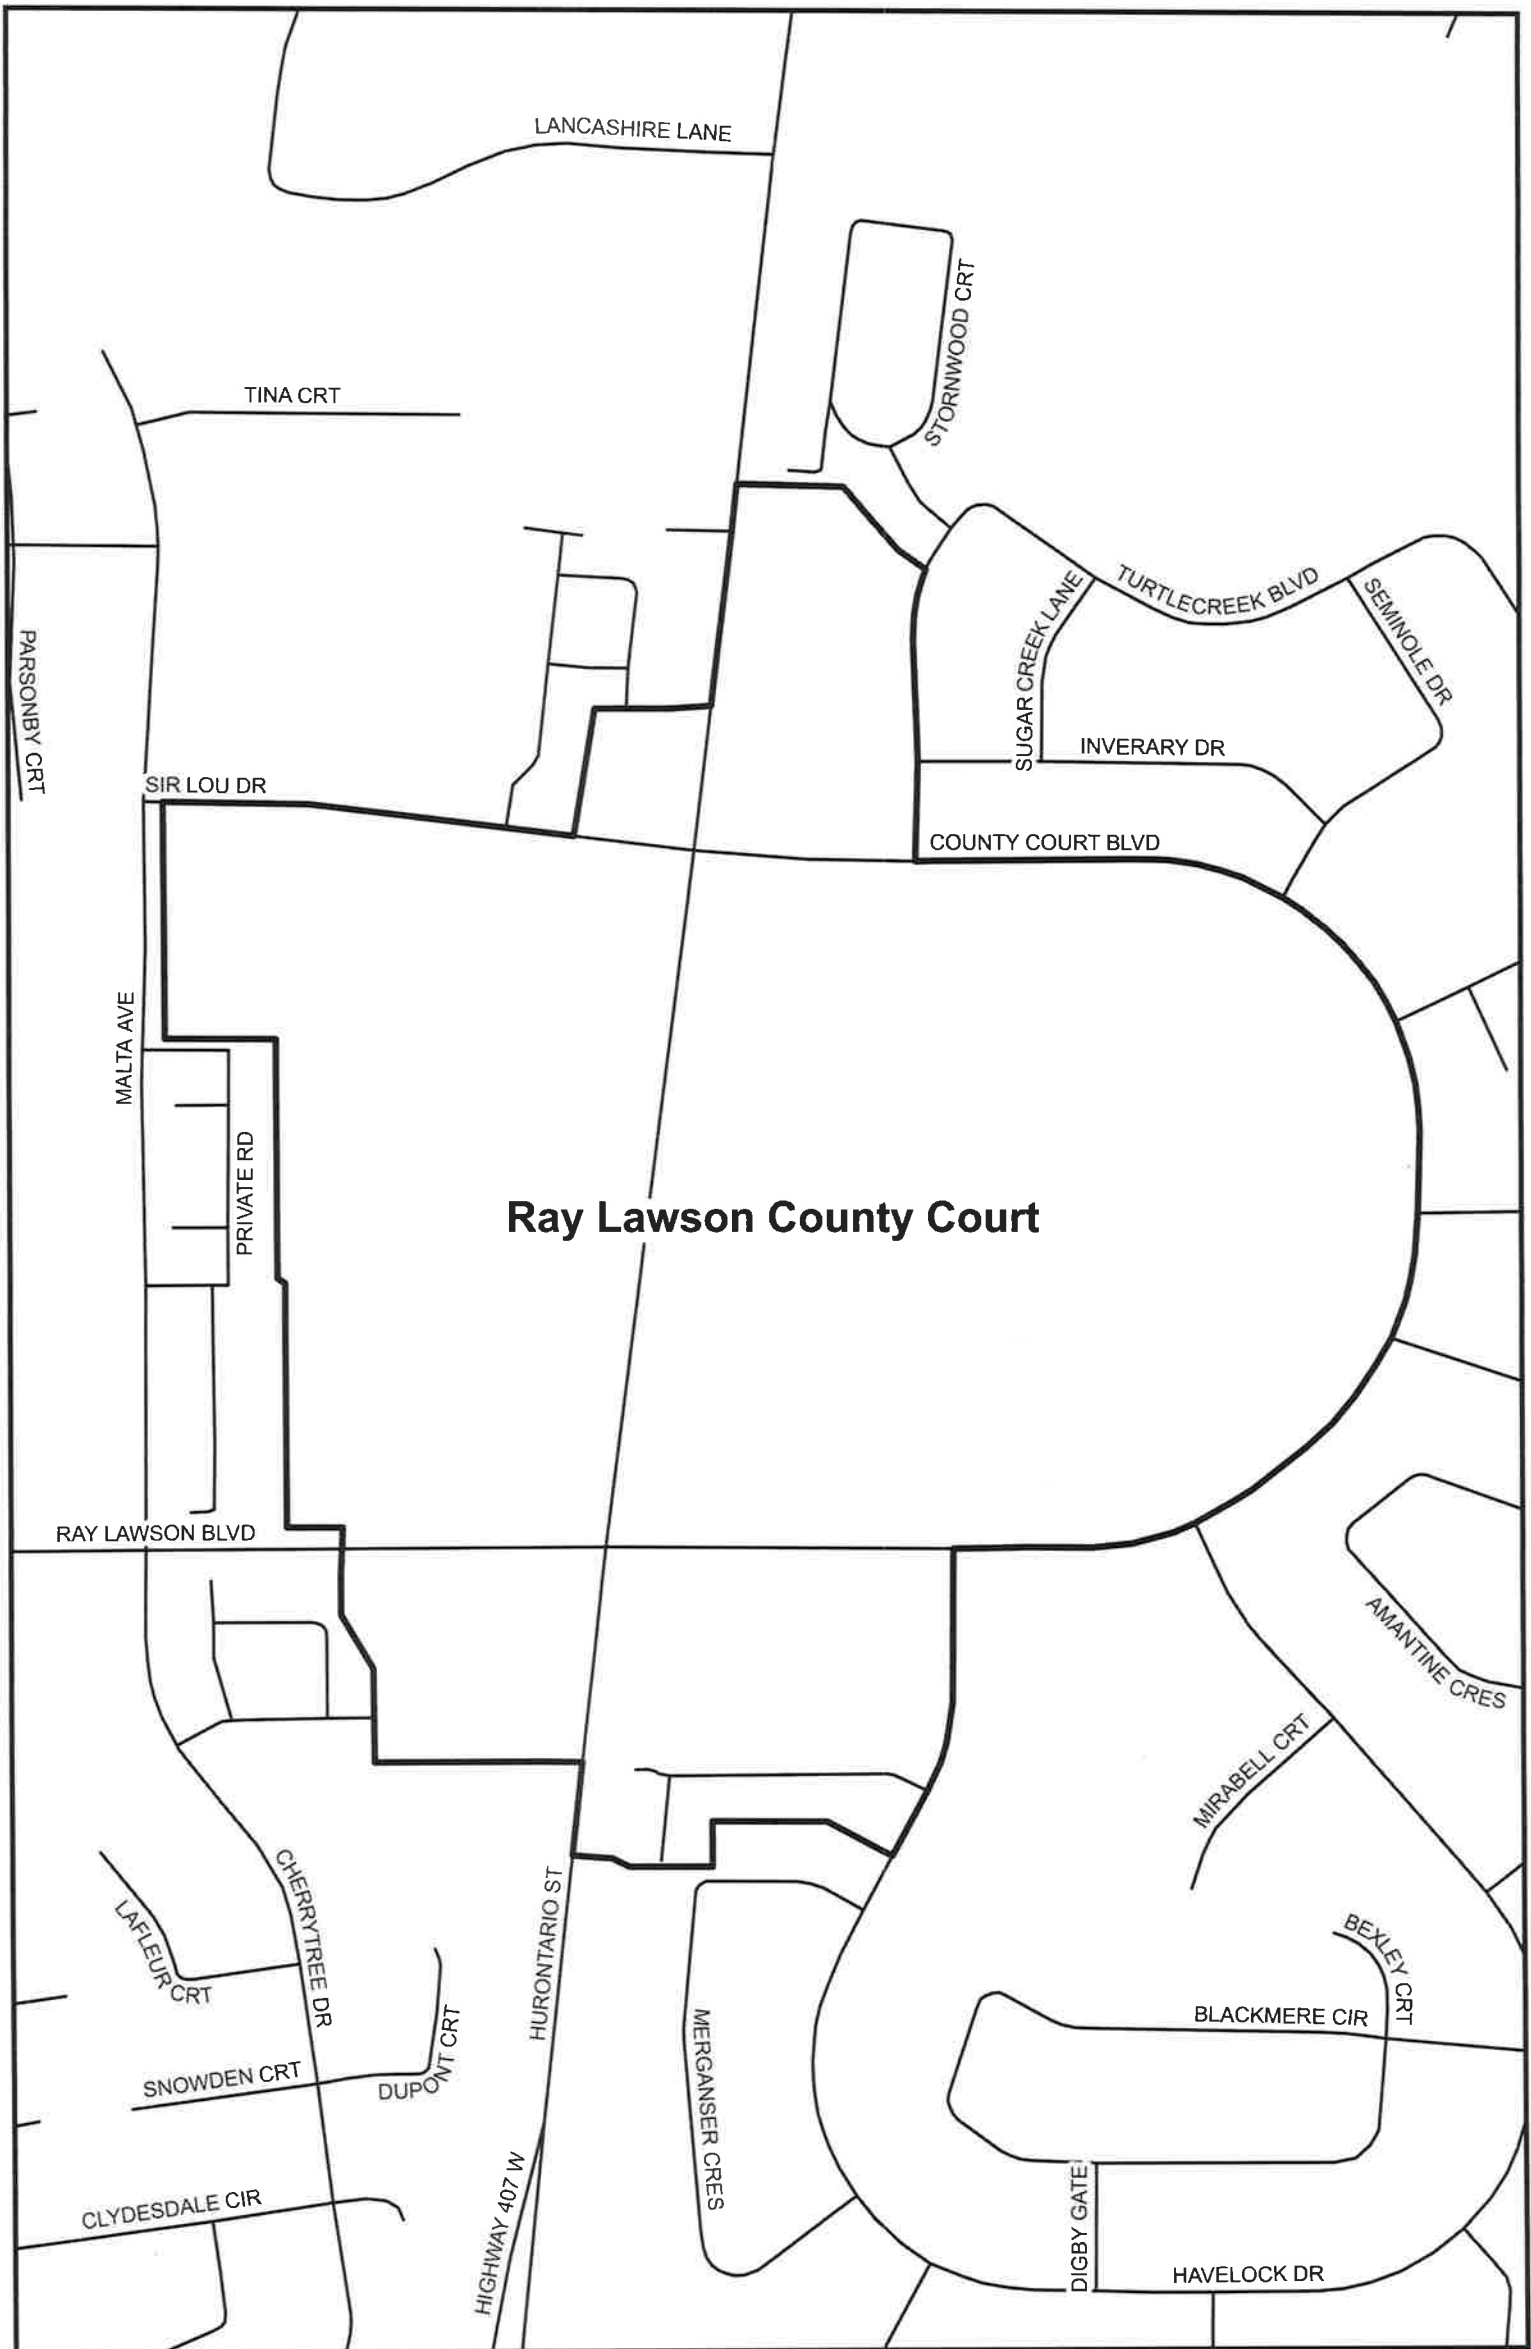 LANCASHIRE LANE
STORNWOOD CRT
TINA CRT
TURTLECREEK BLVD
SEMINOLE DR
SUGAR CREEK LANE
PARSONBY CRT
INVERARY DR
SIR LOU DR
COUNTY COURT BLVD
MALTA AVE
PRIVATE RD
Ray Lawson County Court
RAY LAWSON BLVD
AMANTINE CRES
MIRABELL CRT
CHERRYTREE DR
LAFLEUR CRT
HURONTARIO ST
BEXLEY CRT
BLACKMERE CIR
MERGANSER CRES
SNOWDEN CRT
DUPONT CRT
CLYDESDALE CIR
HIGHWAY 407 W
DIGBY GATE
HAVELOCK DR